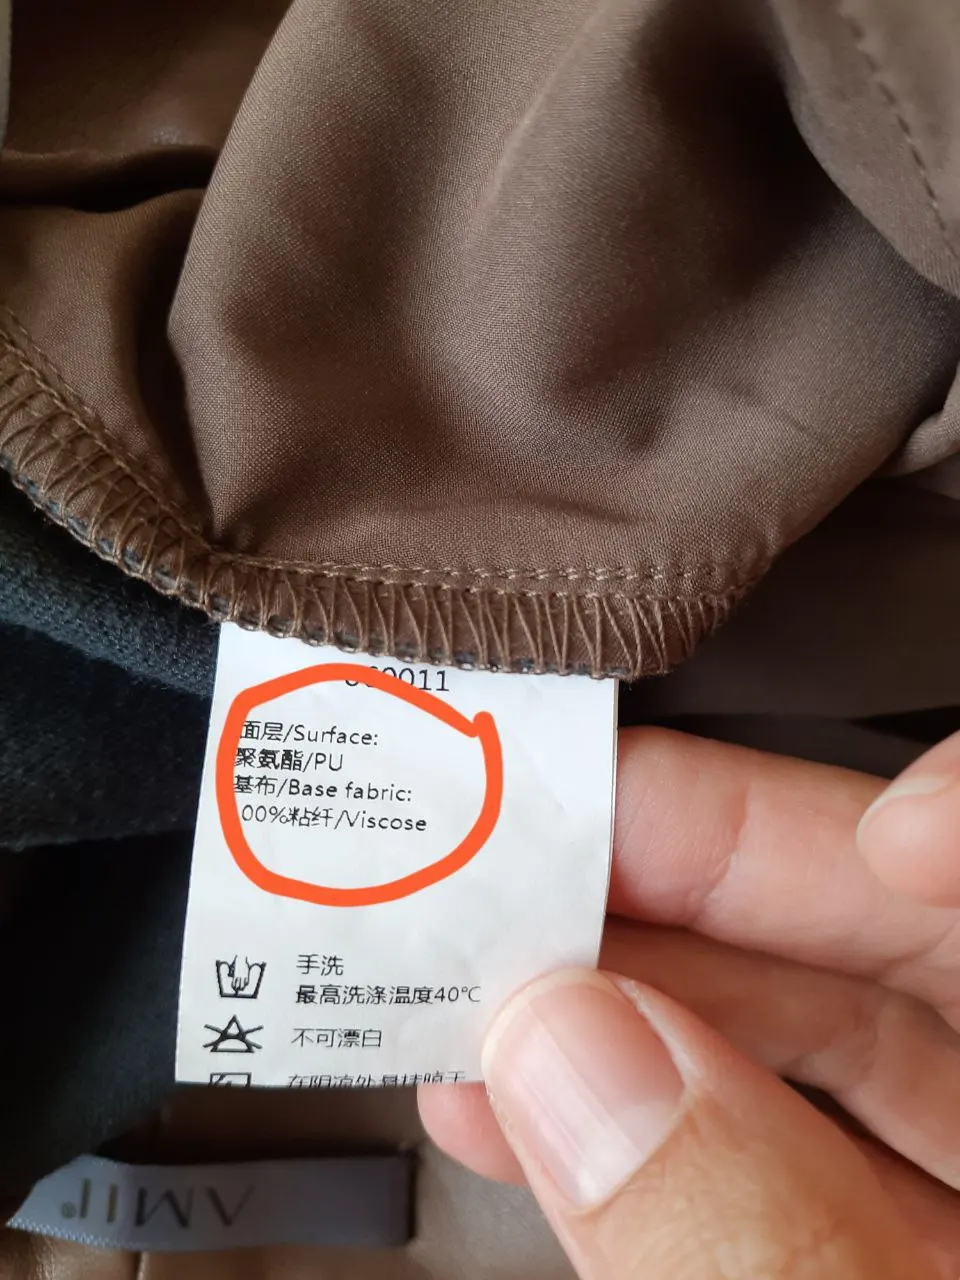 面层/Surface:
聚氨酯/PU
基布/Base fabric:
00%粘纤/Viscose
手洗
最高洗涤温度40℃
不可漂白